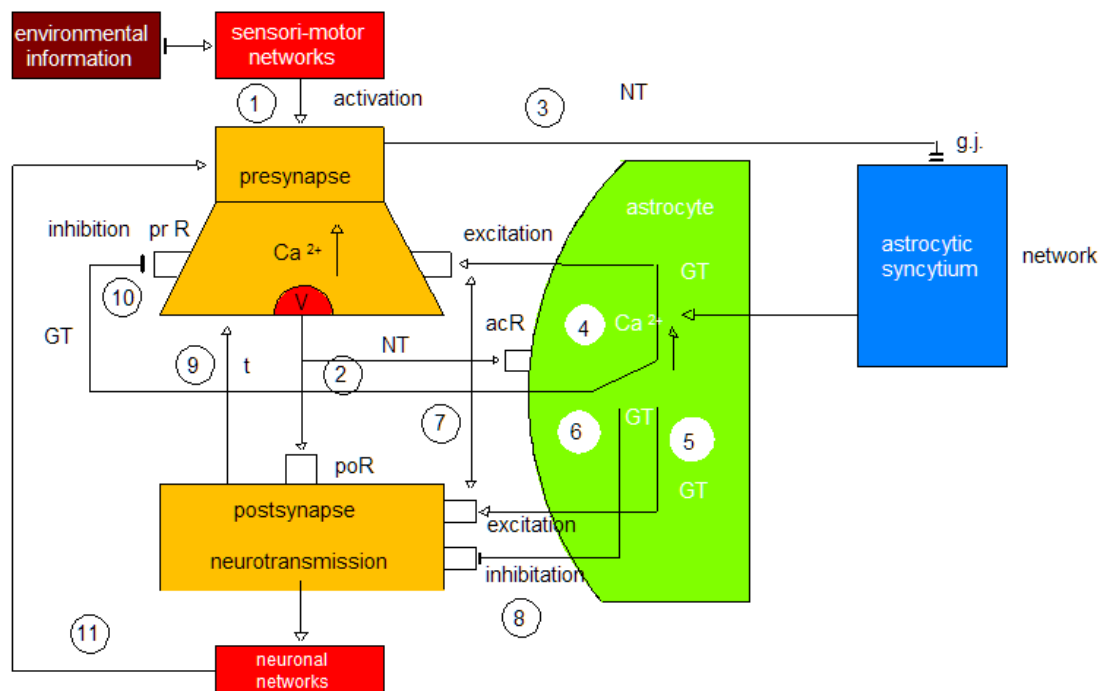 environmental
information
sensori-motor
networks
1
activation
3
NT
g.j.
presynapse
astrocyte
inhibition
pr R
excitation
Ca 2+
GT
astrocytic
syncytium
network
10
V
acR
4
Ca 2+
GT
NT
9
t
2
7
6
GT
5
poR
GT
postsynapse
excitation
neurotransmission
inhibitation
8
11
neuronal
networks